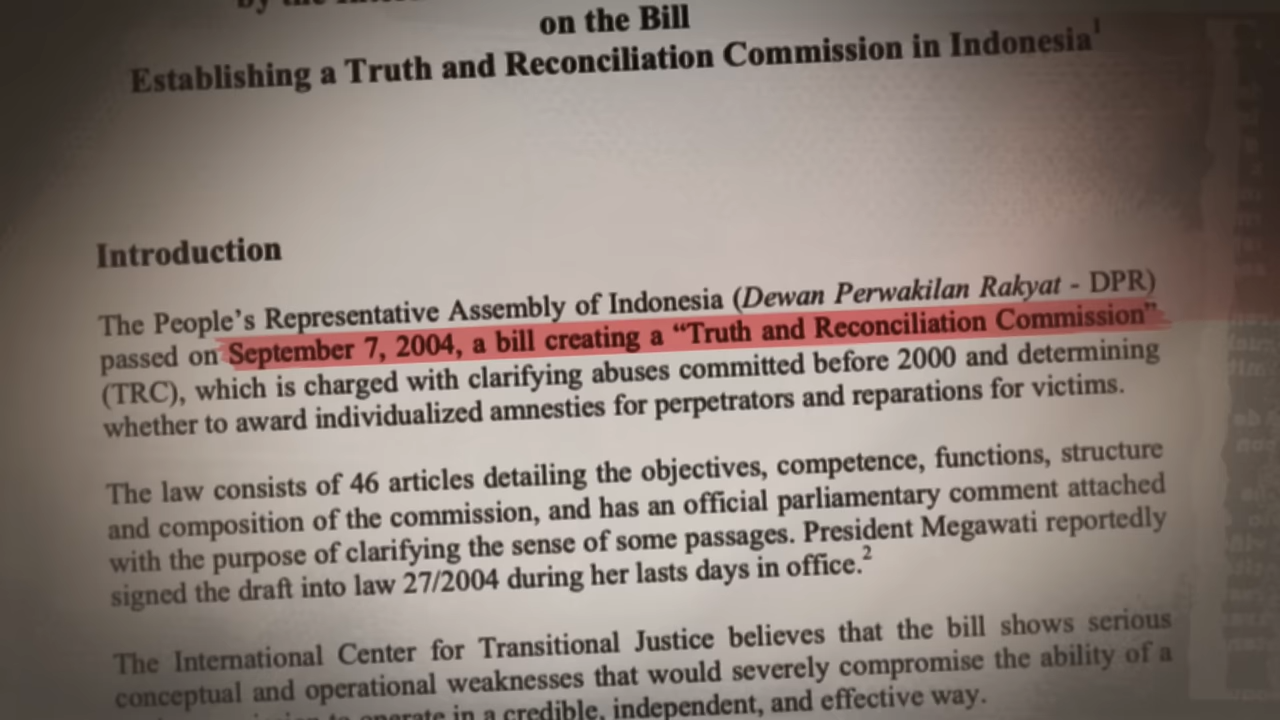 by the
on the Bill
Establishing a Truth and Reconciliation Commission in Indonesia1
Introduction
The People’s Representative Assembly of Indonesia (Dewan Perwakilan Rakyat - DPR)
passed on September 7, 2004, a bill creating a “Truth and Reconciliation Commission”
(TRC), which is charged with clarifying abuses committed before 2000 and determining
whether to award individualized amnesties for perpetrators and reparations for victims.
The law consists of 46 articles detailing the objectives, competence, functions, structure
and composition of the commission, and has an official parliamentary comment attached
with the purpose of clarifying the sense of some passages. President Megawati reportedly
signed the draft into law 27/2004 during her lasts days in office.2
The International Center for Transitional Justice believes that the bill shows serious
conceptual and operational weaknesses that would severely compromise the ability of a
to operate in a credible, independent, and effective way.